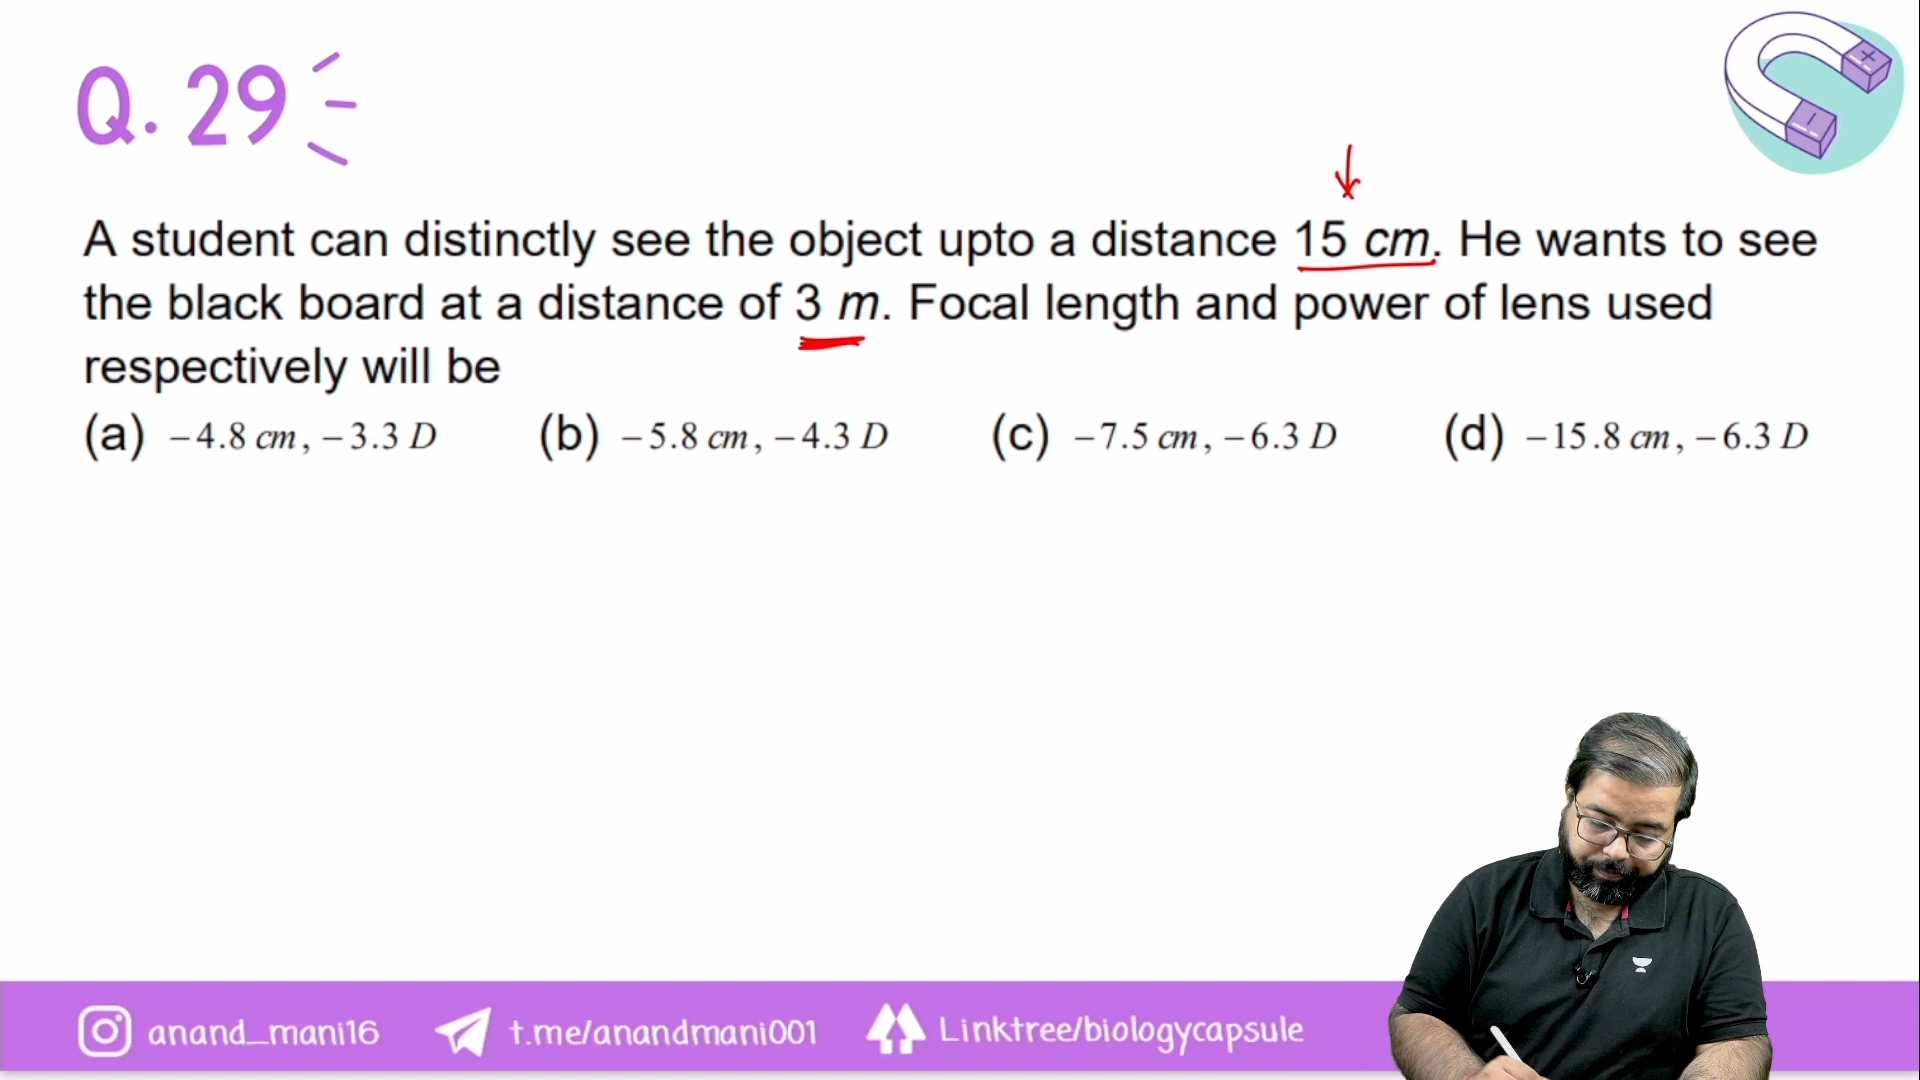 Q. 29
A student can distinctly see the object upto a distance 15 cm. He wants to see
the black board at a distance of 3 m. Focal length and power of lens used
respectively will be
(a) −4.8 cm, −3.3 D (b) −5.8 cm, −4.3 D (c) −7.5 cm, −6.3 D (d) −15.8 cm, −6.3 D
anand_mani16 t.me/anandmani001 Linktree/biologycapsule